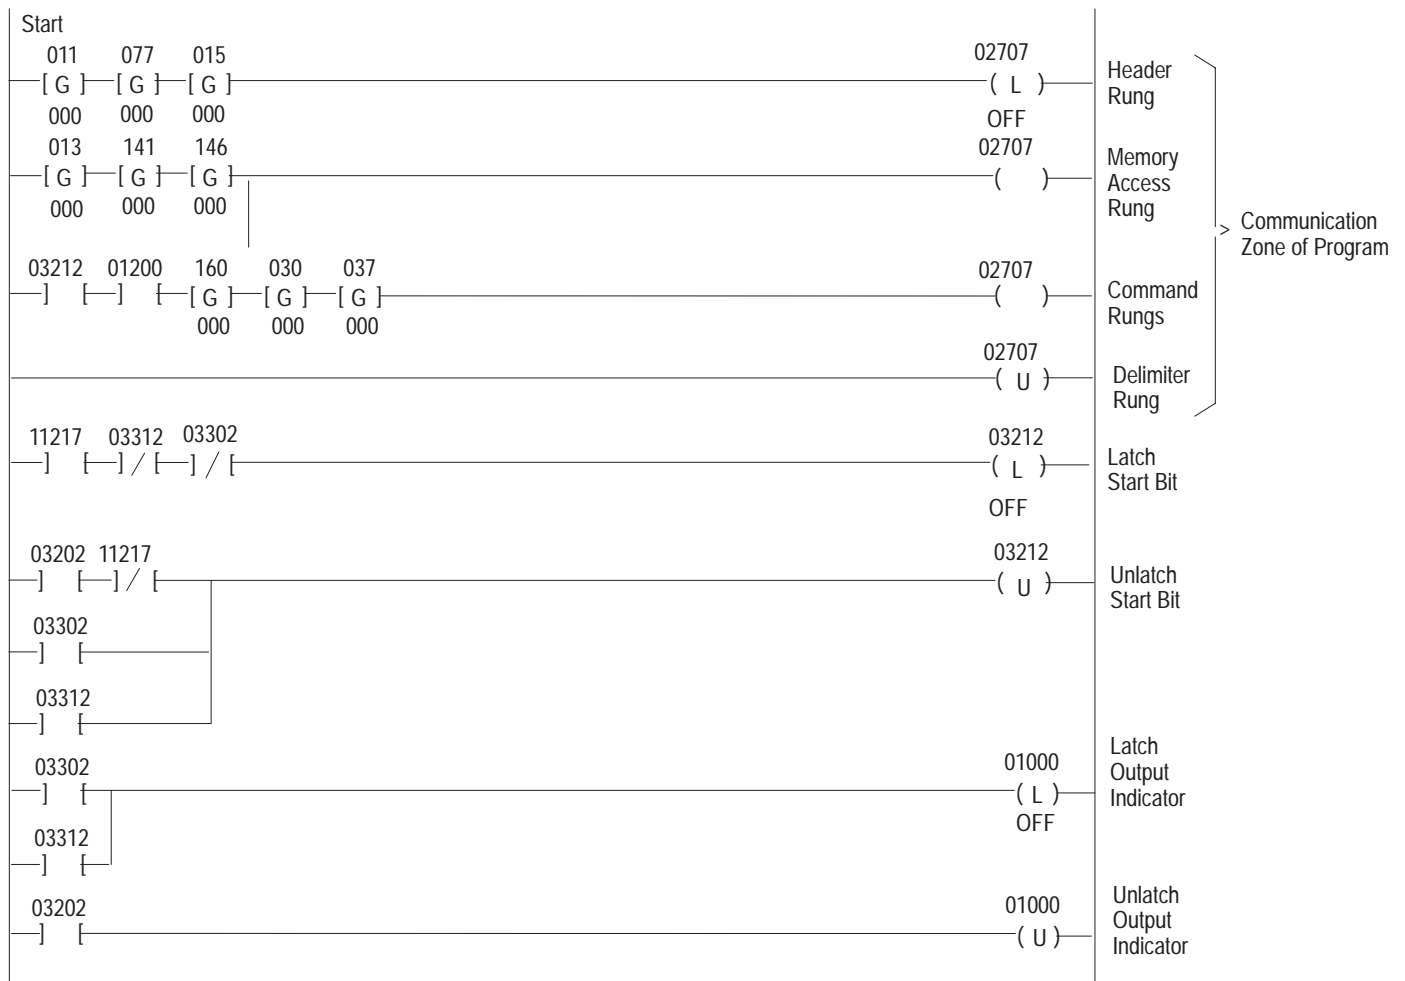 Start
011 077 015 02707
[ G ] [ G ] [ G ] ( L )
000 000 000 OFF
Header
Rung
013 141 146 02707
[ G ] [ G ] [ G ] ( )
000 000 000
Memory
Access
Rung
> Communication
Zone of Program
03212 01200 160 030 037 02707
] [ ] [ [ G ] [ G ] [ G ] ( )
000 000 000
Command
Rungs
02707
( U )
Delimiter
Rung
11217 03312 03302 03212
] [ ] / [ ] / [ ( L )
OFF
Latch
Start Bit
03202 11217 03212
] [ ] / [ ( U )
Unlatch
Start Bit
03302
] [
03312
] [
03302 01000
] [ ( L )
OFF
Latch
Output
Indicator
03312
] [
03202 01000
] [ ( U )
Unlatch
Output
Indicator